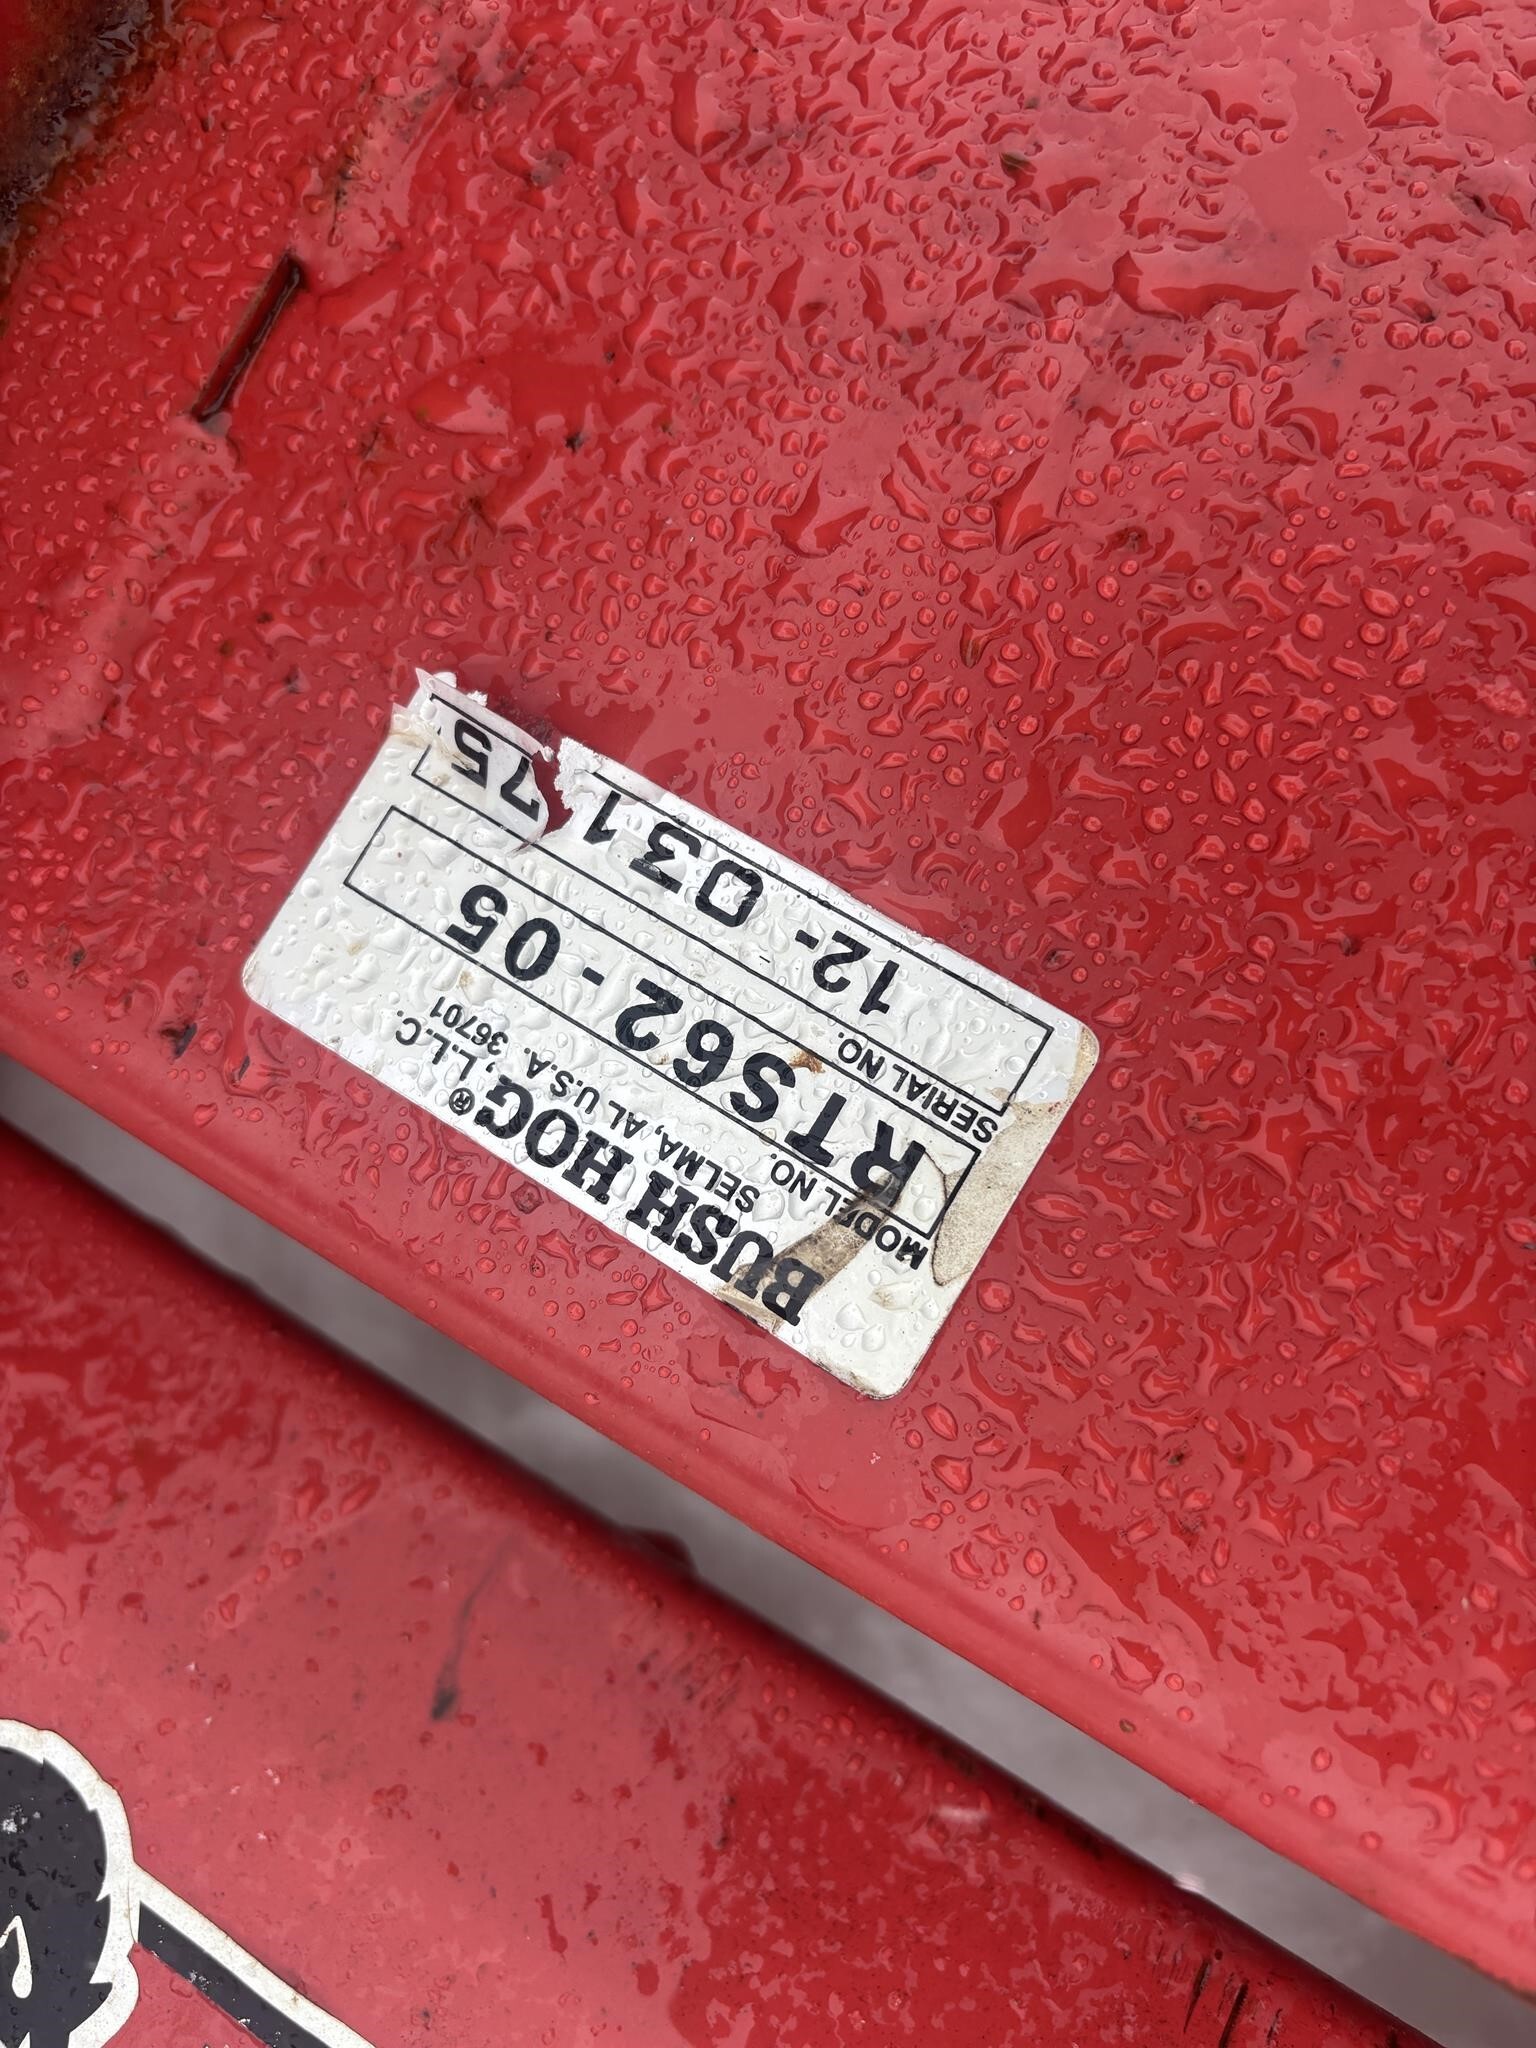 BUSH HOG®, L.L.C.
SELMA, AL U.S.A. 36701
MODEL NO.
RTS62-05
SERIAL NO.
12-03175